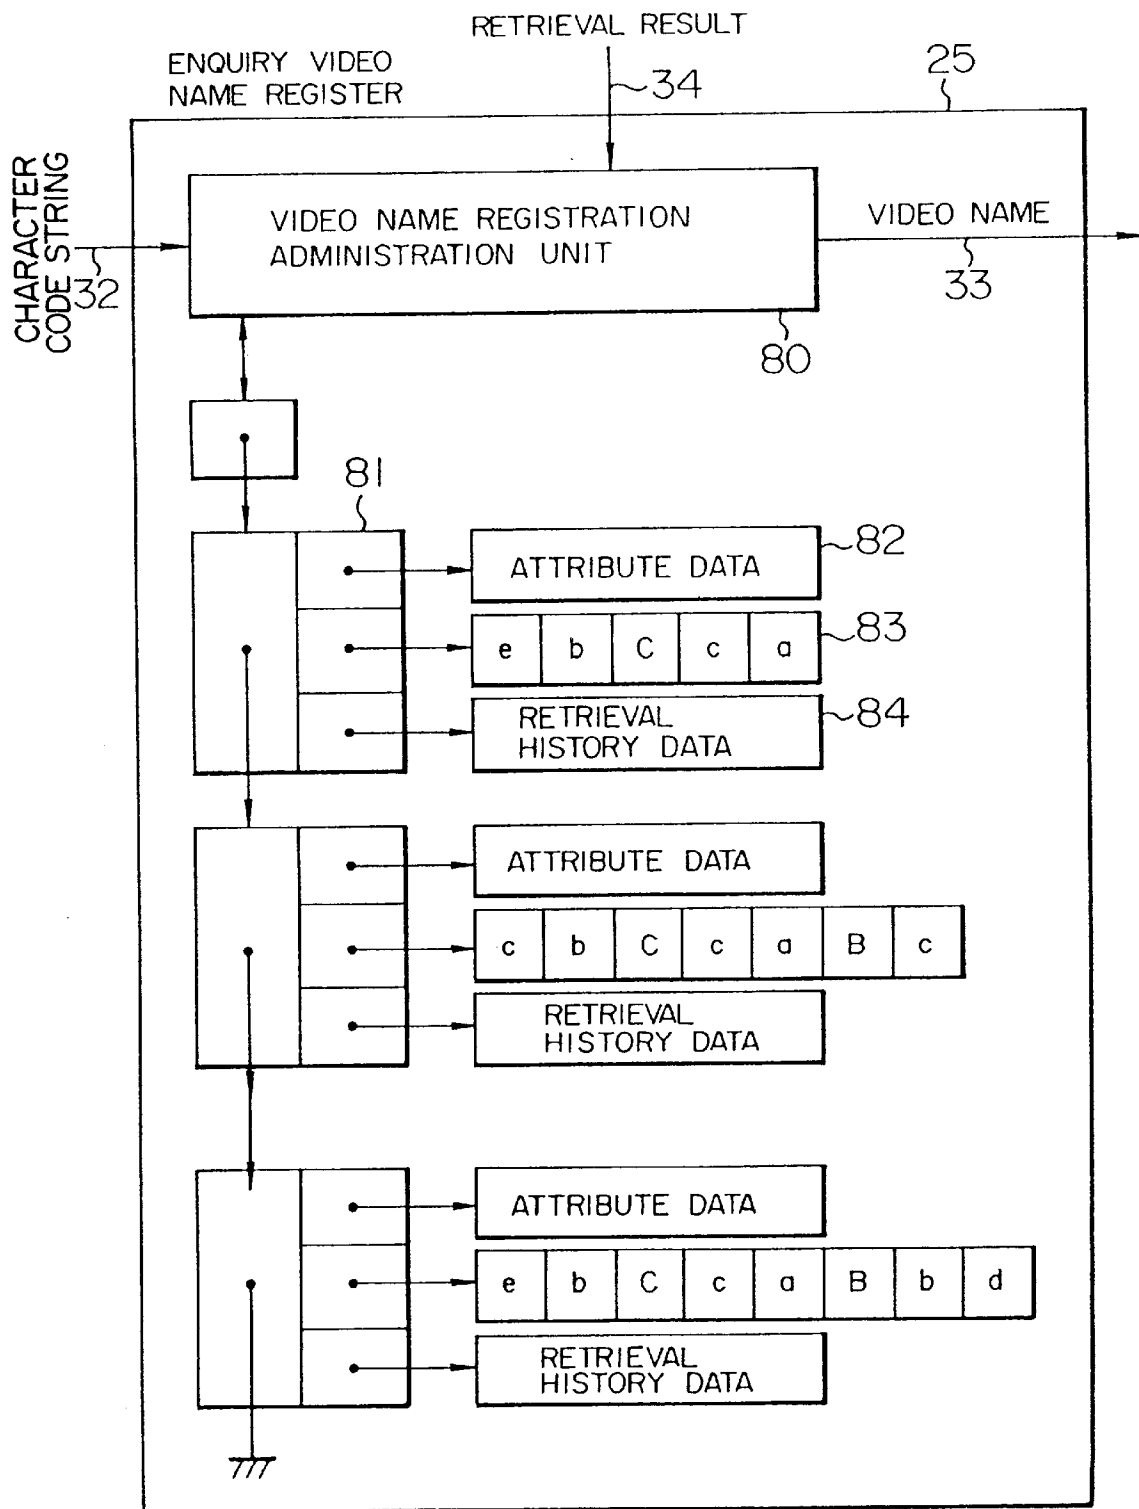 RETRIEVAL RESULT
ENQUIRY VIDEO
NAME REGISTER
34
25
CHARACTER
CODE STRING
32
VIDEO NAME REGISTRATION
ADMINISTRATION UNIT
VIDEO NAME
33
80
81
ATTRIBUTE DATA
82
e b C c a
83
RETRIEVAL
HISTORY DATA
84
ATTRIBUTE DATA
c b C c a B c
RETRIEVAL
HISTORY DATA
ATTRIBUTE DATA
e b C c a B b d
RETRIEVAL
HISTORY DATA